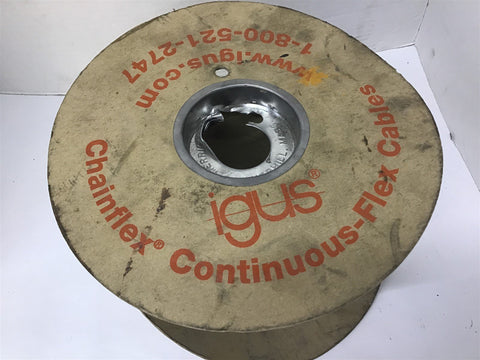 1-800-521-2747
www.igus.com
igus®
Chainflex® Continuous-Flex Cables